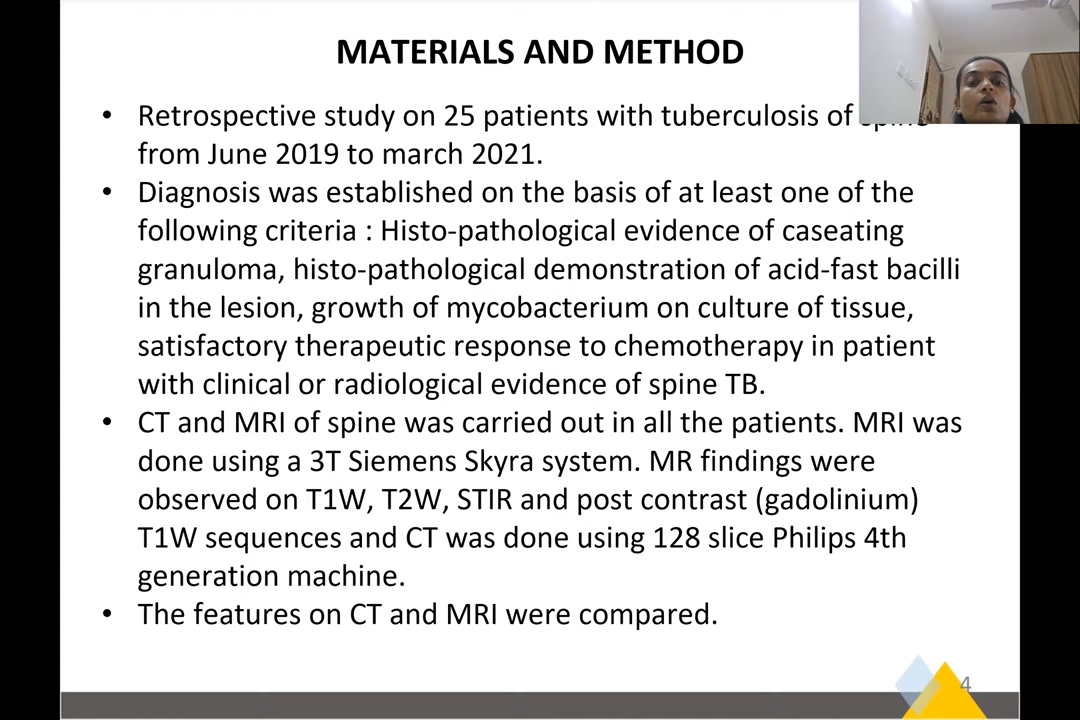 MATERIALS AND METHOD
• Retrospective study on 25 patients with tuberculosis of spine
from June 2019 to march 2021.
• Diagnosis was established on the basis of at least one of the
following criteria : Histo-pathological evidence of caseating
granuloma, histo-pathological demonstration of acid-fast bacilli
in the lesion, growth of mycobacterium on culture of tissue,
satisfactory therapeutic response to chemotherapy in patient
with clinical or radiological evidence of spine TB.
• CT and MRI of spine was carried out in all the patients. MRI was
done using a 3T Siemens Skyra system. MR findings were
observed on T1W, T2W, STIR and post contrast (gadolinium)
T1W sequences and CT was done using 128 slice Philips 4th
generation machine.
• The features on CT and MRI were compared.
4